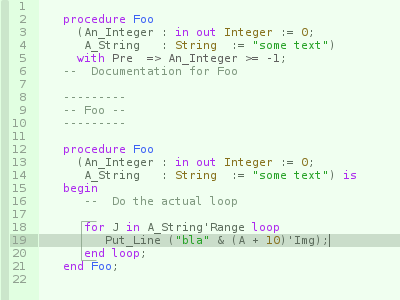 1
2 procedure Foo
3 (An_Integer : in out Integer := 0;
4 A_String : String := "some text")
5 with Pre => An_Integer >= -1;
6 -- Documentation for Foo
7
8 ---------
9 -- Foo --
10 ---------
11
12 procedure Foo
13 (An_Integer : in out Integer := 0;
14 A_String : String := "some text") is
15 begin
16 -- Do the actual loop
17
18 for J in A_String'Range loop
19 Put_Line ("bla" & (A + 10)'Img);
20 end loop;
21 end Foo;
22